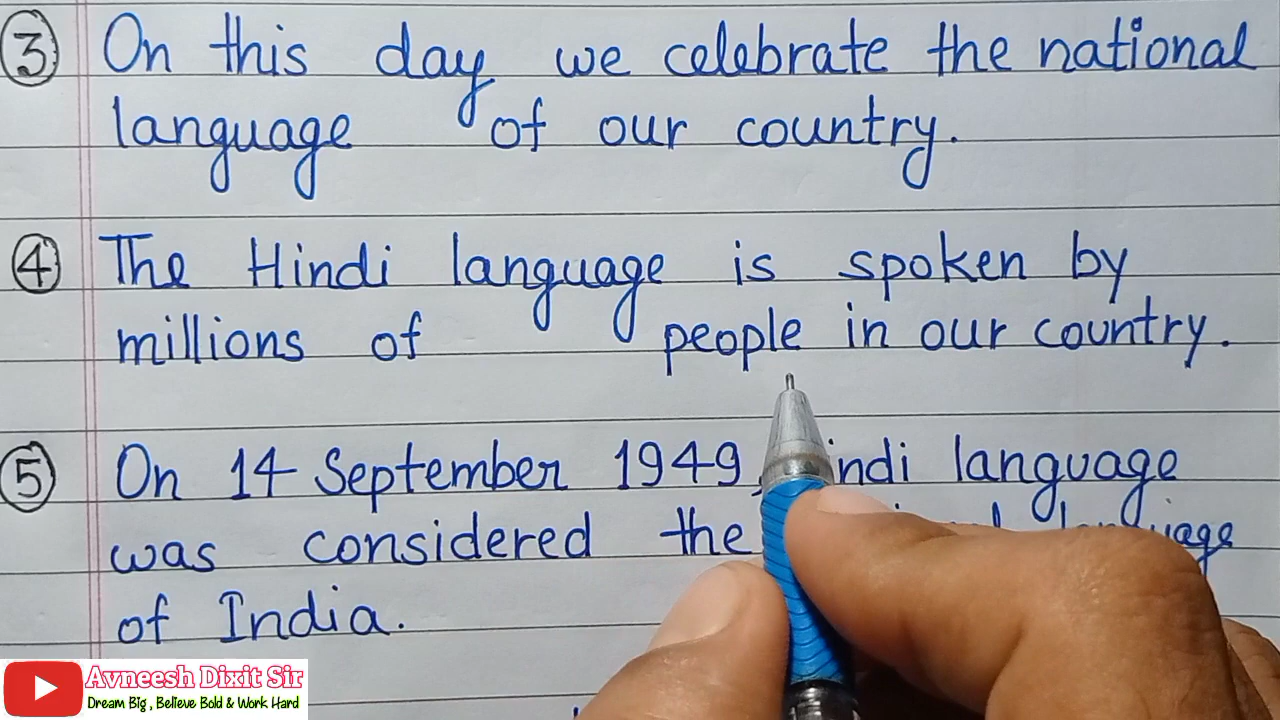 ③ On this day we celebrate the national
language of our country.
④ The Hindi language is spoken by
millions of people in our country.
⑤ On 14 September 1949, indi language
was considered the language
of India.
Avneesh Dixit Sir
Dream Big, Believe Bold & Work Hard